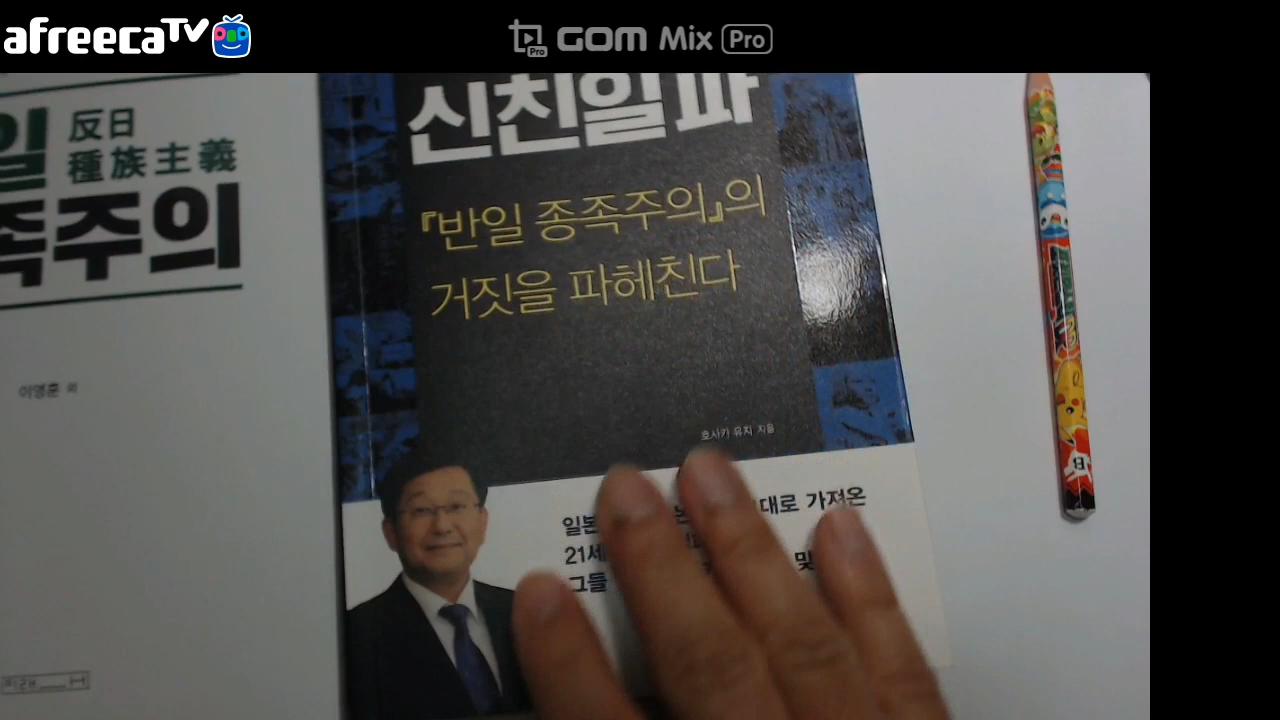 afreecaTV
GOM Mix Pro
일 反日
種族主義
족주의
이영훈 외
신친일파
『반일 종족주의』의
거짓을 파헤친다
호사카 유지 지음
대로 가져온
21세
그들
및
B